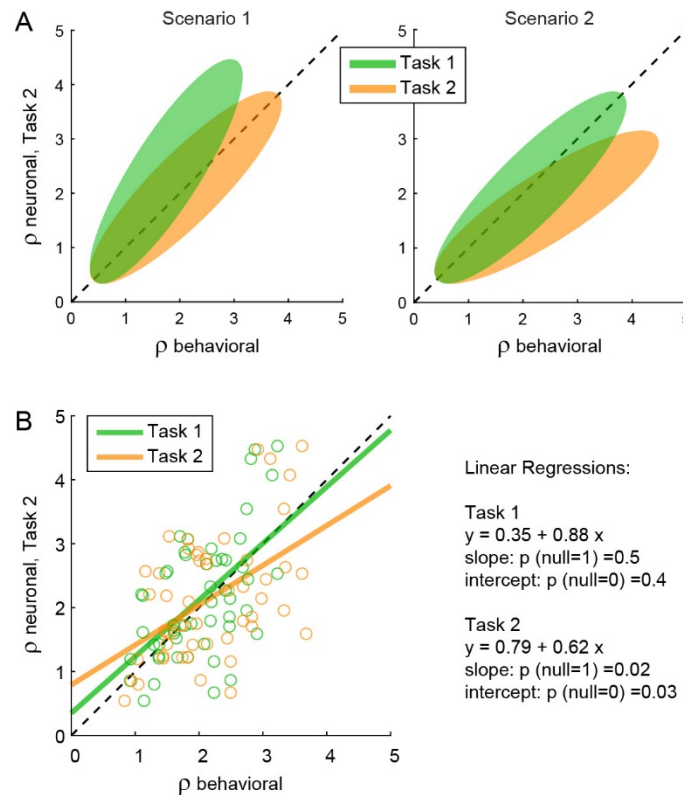 A
Scenario 1
Scenario 2
Task 1
Task 2
ρ neuronal, Task 2
5
4
3
2
1
0
0 1 2 3 4 5
ρ behavioral
5
4
3
2
1
0
0 1 2 3 4 5
ρ behavioral
B
Task 1
Task 2
ρ neuronal, Task 2
5
4
3
2
1
0
0 1 2 3 4 5
ρ behavioral
Linear Regressions:
Task 1
y = 0.35 + 0.88 x
slope: p (null=1) =0.5
intercept: p (null=0) =0.4
Task 2
y = 0.79 + 0.62 x
slope: p (null=1) =0.02
intercept: p (null=0) =0.03